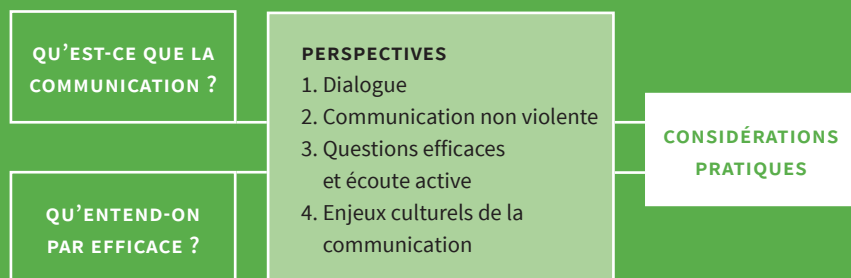 QU’EST-CE QUE LA
COMMUNICATION ?
QU’ENTEND-ON
PAR EFFICACE ?
PERSPECTIVES
1. Dialogue
2. Communication non violente
3. Questions efficaces
et écoute active
4. Enjeux culturels de la
communication
CONSIDÉRATIONS
PRATIQUES